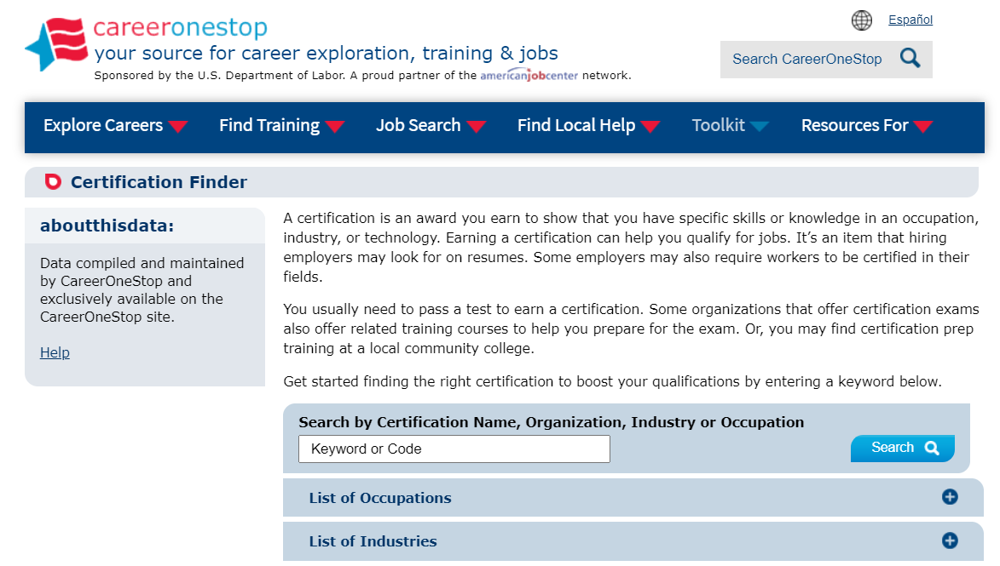 careeronestop
your source for career exploration, training & jobs
Sponsored by the U.S. Department of Labor. A proud partner of the americanjobcenter network.
Español
Search CareerOneStop
Explore Careers Find Training Job Search Find Local Help Toolkit Resources For
Certification Finder
aboutthisdata:
Data compiled and maintained
by CareerOneStop and
exclusively available on the
CareerOneStop site.
Help
A certification is an award you earn to show that you have specific skills or knowledge in an occupation,
industry, or technology. Earning a certification can help you qualify for jobs. It’s an item that hiring
employers may look for on resumes. Some employers may also require workers to be certified in their
fields.
You usually need to pass a test to earn a certification. Some organizations that offer certification exams
also offer related training courses to help you prepare for the exam. Or, you may find certification prep
training at a local community college.
Get started finding the right certification to boost your qualifications by entering a keyword below.
Search by Certification Name, Organization, Industry or Occupation
Keyword or Code
Search
List of Occupations
List of Industries